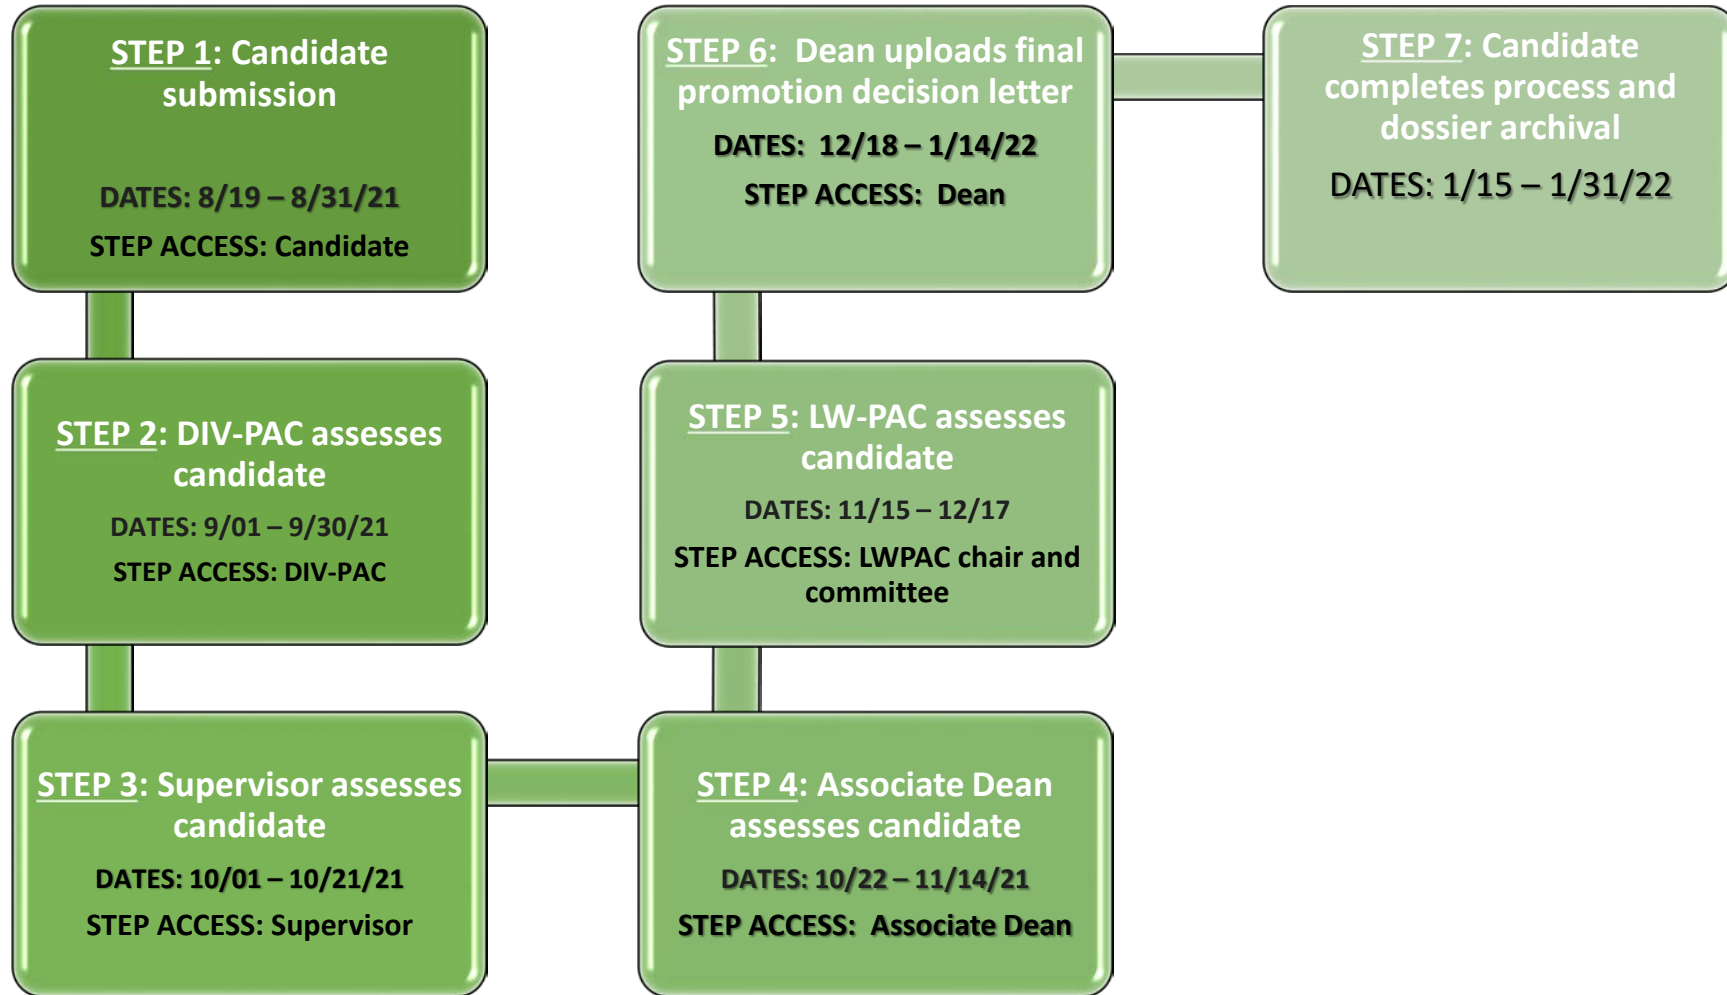 STEP 1: Candidate
submission
DATES: 8/19 – 8/31/21
STEP ACCESS: Candidate
STEP 2: DIV-PAC assesses
candidate
DATES: 9/01 – 9/30/21
STEP ACCESS: DIV-PAC
STEP 3: Supervisor assesses
candidate
DATES: 10/01 – 10/21/21
STEP ACCESS: Supervisor
STEP 4: Associate Dean
assesses candidate
DATES: 10/22 – 11/14/21
STEP ACCESS:  Associate Dean
STEP 5: LW-PAC assesses
candidate
DATES: 11/15 – 12/17
STEP ACCESS: LWPAC chair and
committee
STEP 6:  Dean uploads final
promotion decision letter
DATES:  12/18 – 1/14/22
STEP ACCESS:  Dean
STEP 7: Candidate
completes process and
dossier archival
DATES: 1/15 – 1/31/22